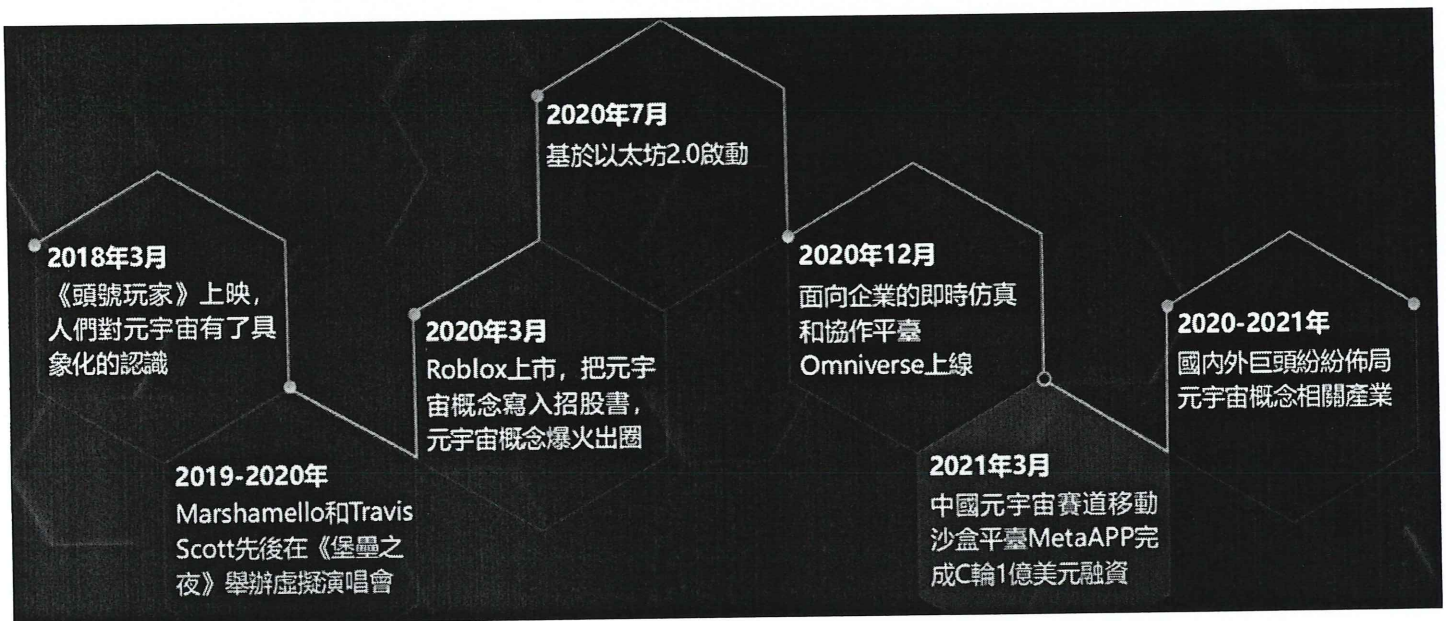 2018年3月
《頭號玩家》上映，
人們對元宇宙有了具
象化的認識
2019-2020年
Marshamello和Travis
Scott先後在《堡壘之
夜》舉辦虛擬演唱會
2020年3月
Roblox上市，把元宇
宙概念寫入招股書，
元宇宙概念爆火出圈
2020年7月
基於以太坊2.0啟動
2020年12月
面向企業的即時仿真
和協作平臺
Omniverse上線
2021年3月
中國元宇宙賽道移動
沙盒平臺MetaAPP完
成C輪1億美元融資
2020-2021年
國內外巨頭紛紛佈局
元宇宙概念相關產業